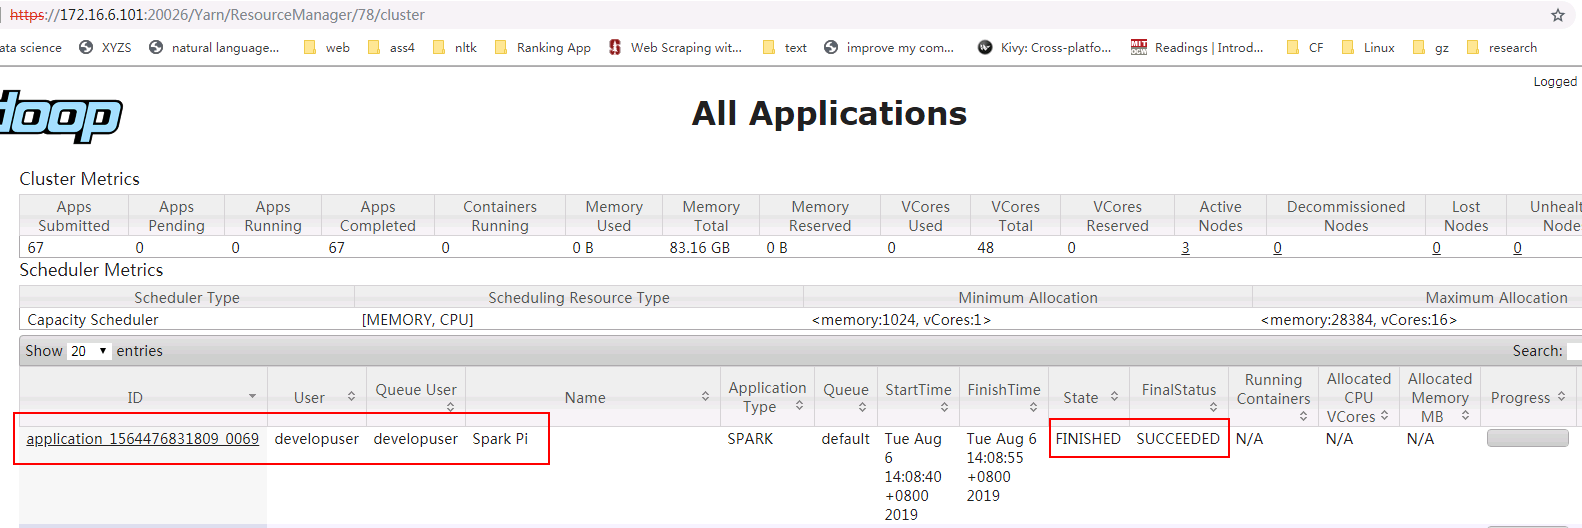 https://172.16.6.101:20026/Yarn/ResourceManager/78/cluster
ata science XYZS natural language... web ass4 nltk Ranking App Web Scraping wit... text improve my com... Kivy: Cross-platfo... MIT OCW Readings | Introd... CF Linux gz research
Logged
doop
All Applications
Cluster Metrics
Apps Submitted Apps Pending Apps Running Apps Completed Containers Running Memory Used Memory Total Memory Reserved VCores Used VCores Total VCores Reserved Active Nodes Decommissioned Nodes Lost Nodes Unhealt Node
67 0 0 67 0 0 B 83.16 GB 0 B 0 48 0 3 0 0 0
Scheduler Metrics
Scheduler Type Scheduling Resource Type Minimum Allocation Maximum Allocation
Capacity Scheduler [MEMORY, CPU] <memory:1024, vCores:1> <memory:28384, vCores:16>
Show 20 entries Search:
ID User Queue User Name Application Type Queue StartTime FinishTime State FinalStatus Running Containers Allocated CPU VCores Allocated Memory MB Progress
application_1564476831809_0069 developuser developuser Spark Pi SPARK default Tue Aug 6 14:08:40 +0800 2019 Tue Aug 6 14:08:55 +0800 2019 FINISHED SUCCEEDED N/A N/A N/A